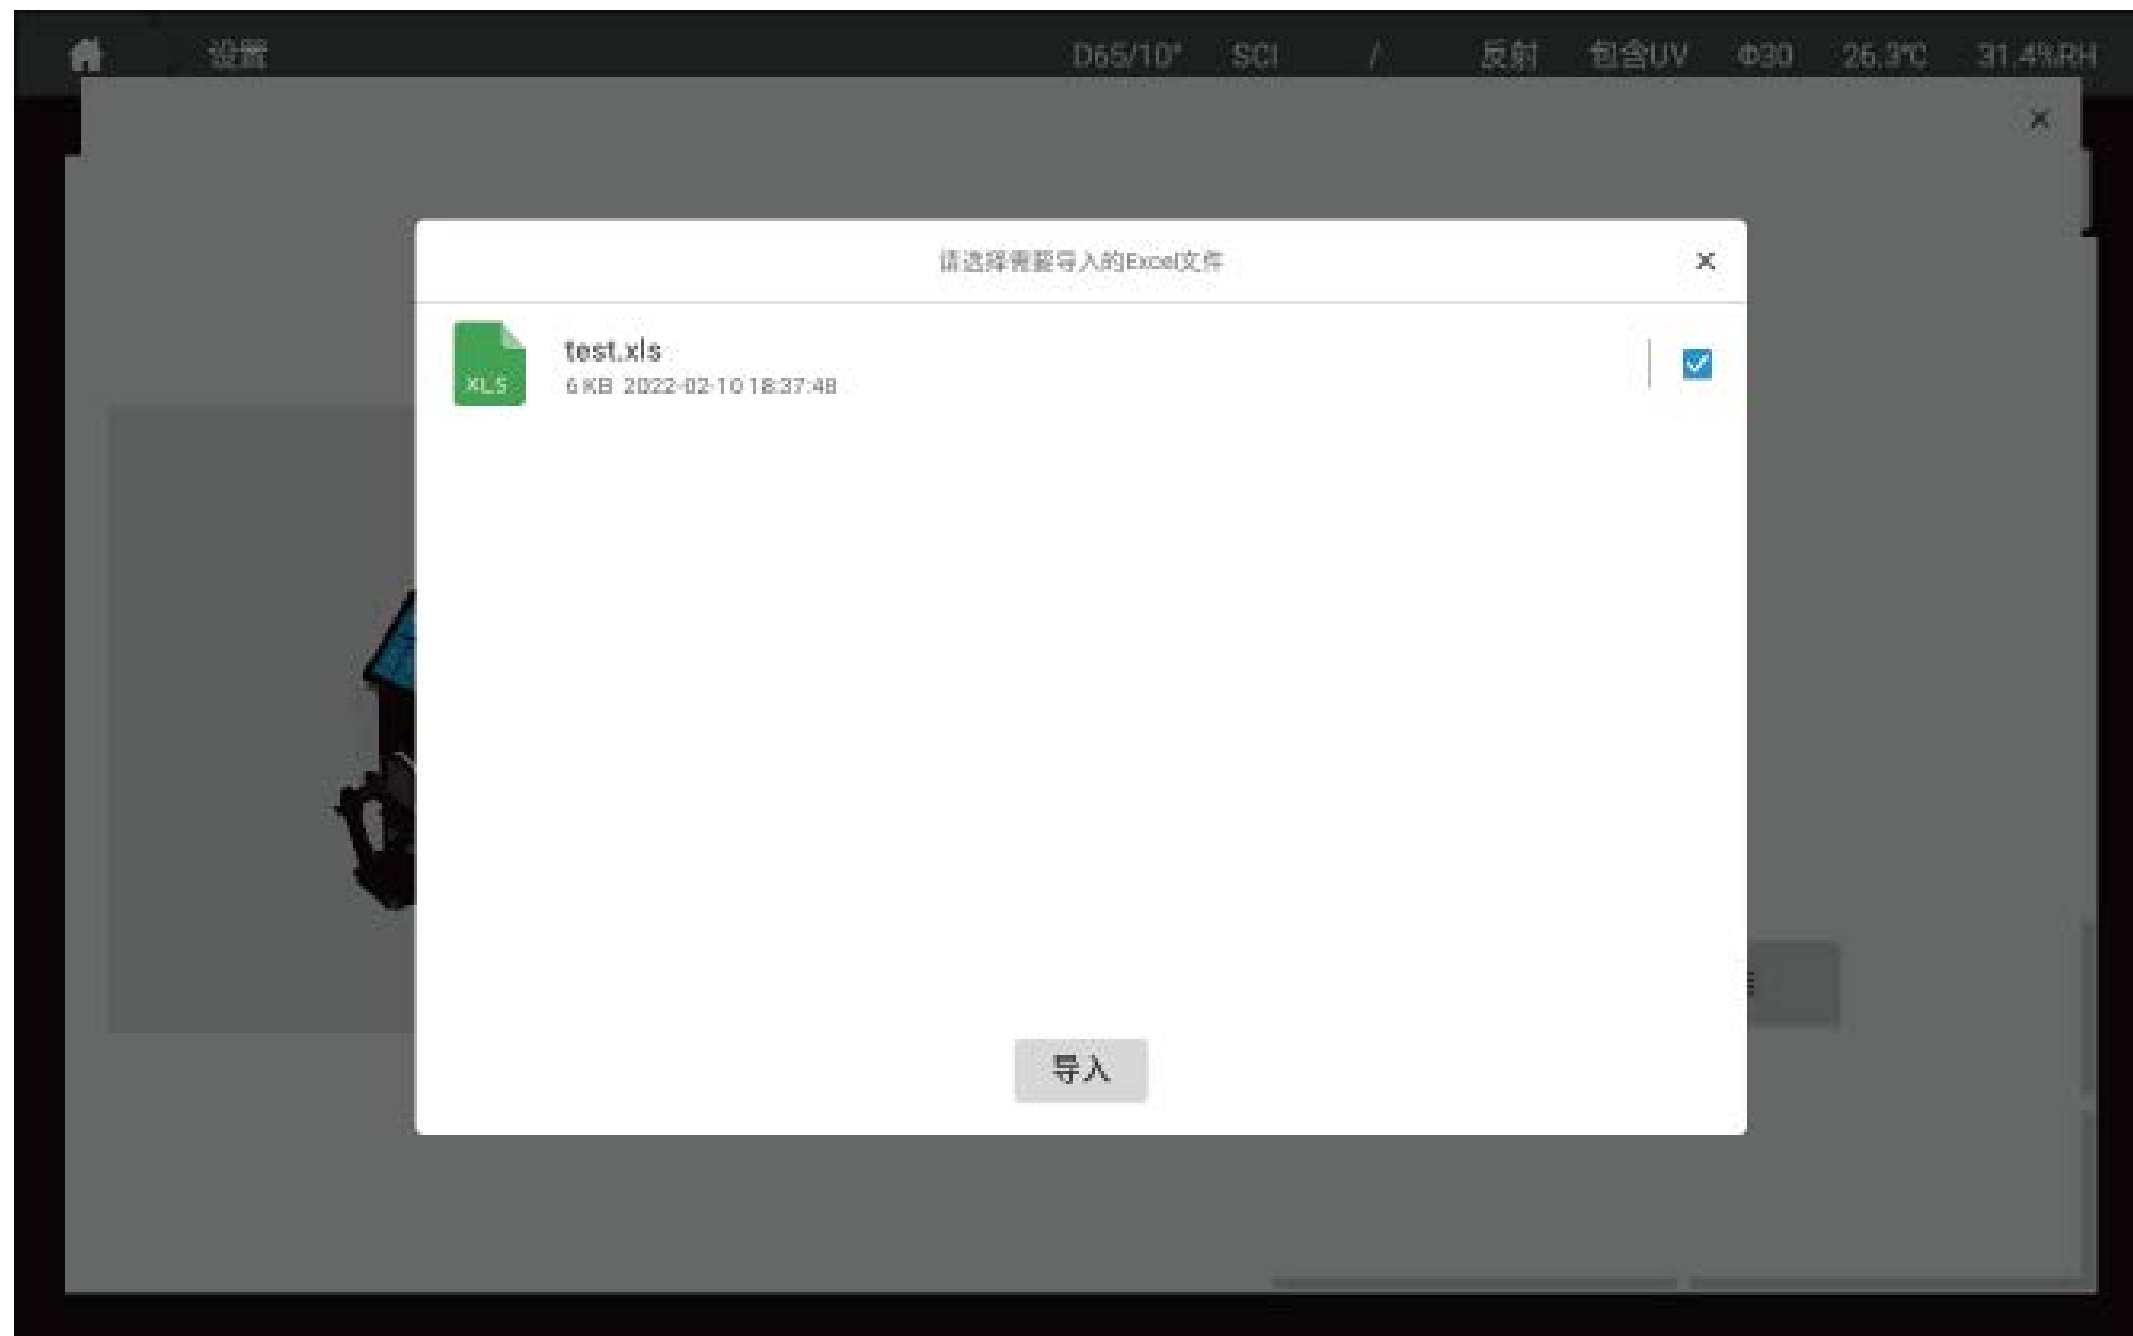 设置 D65/10° SCI / 反射 包含UV Φ30 26.3℃ 31.4%RH
请选择需要导入的Excel文件
test.xls
XLS
6 KB 2022-02-10 18:37:48
导入